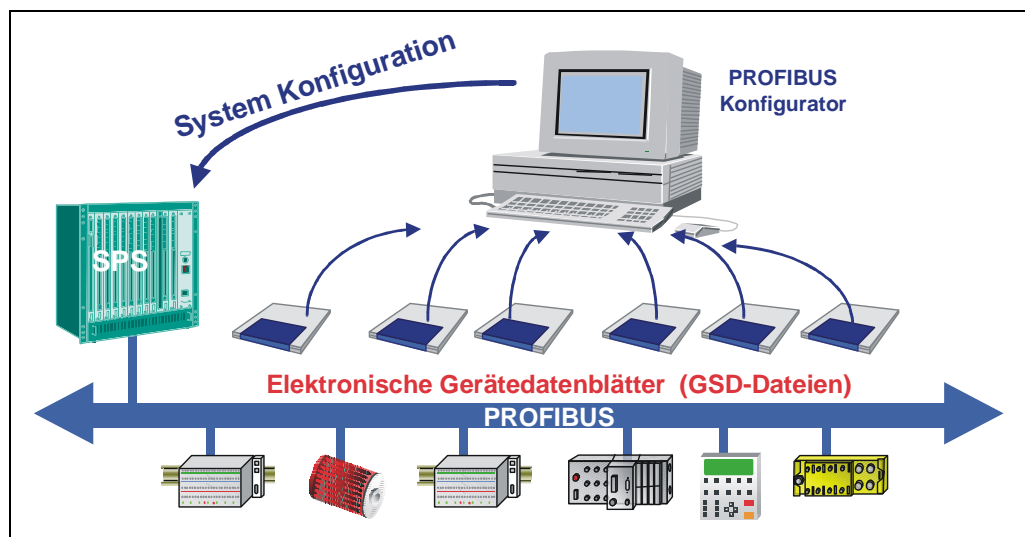 System Konfiguration
PROFIBUS
Konfigurator
SPS
Elektronische Gerätedatenblätter (GSD-Dateien)
PROFIBUS